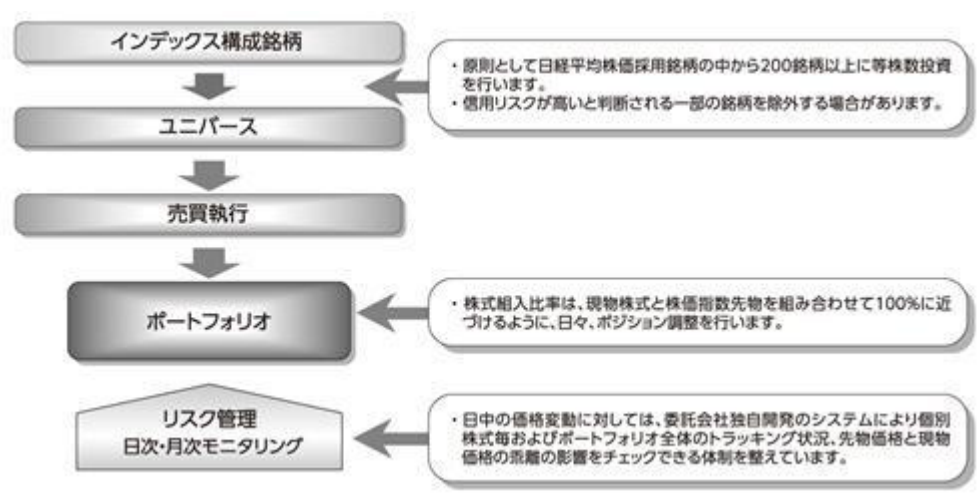 インデックス構成銘柄
・原則として日経平均株価採用銘柄の中から200銘柄以上に等株数投資
を行います。
・信用リスクが高いと判断される一部の銘柄を除外する場合があります。
ユニバース
売買執行
ポートフォリオ
・株式組入比率は、現物株式と株価指数先物を組み合わせて100%に近
づけるように、日々、ポジション調整を行います。
リスク管理
日次・月次モニタリング
・日中の価格変動に対しては、委託会社独自開発のシステムにより個別
株式毎およびポートフォリオ全体のトラッキング状況、先物価格と現物
価格の乖離の影響をチェックできる体制を整えています。